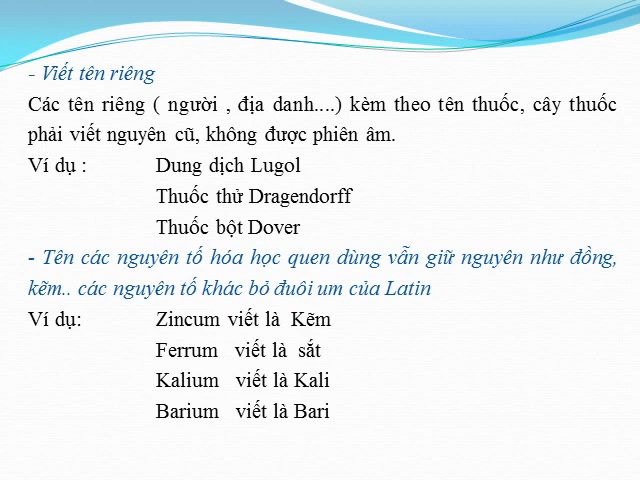 - Viết tên riêng
Các tên riêng ( người , địa danh....) kèm theo tên thuốc, cây thuốc
phải viết nguyên cũ, không được phiên âm.
Ví dụ : Dung dịch Lugol
Thuốc thử Dragendorff
Thuốc bột Dover
- Tên các nguyên tố hóa học quen dùng vẫn giữ nguyên như đồng,
kẽm.. các nguyên tố khác bỏ đuôi um của Latin
Ví dụ: Zincum viết là Kẽm
Ferrum viết là sắt
Kalium viết là Kali
Barium viết là Bari